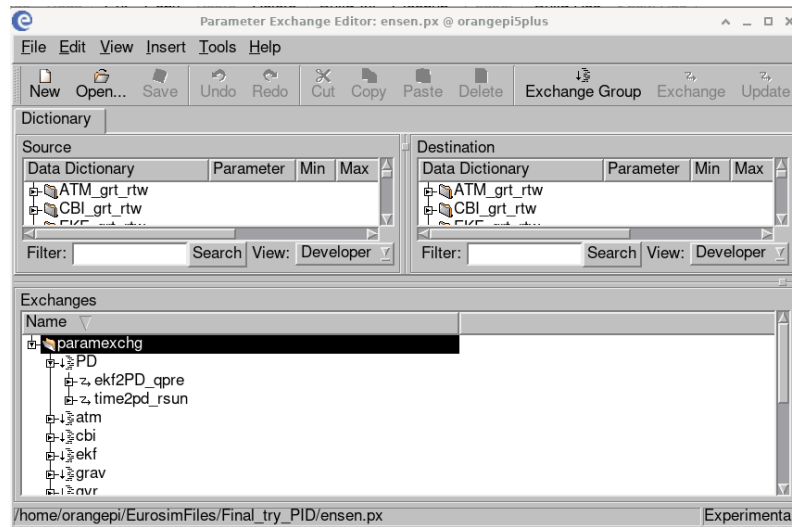 Parameter Exchange Editor: ensen.px @ orangepi5plus
File Edit View Insert Tools Help
New Open... Save Undo Redo Cut Copy Paste Delete Exchange Group Exchange Update
Dictionary
Source
Data Dictionary Parameter Min Max
ATM_grt_rtw
CBI_grt_rtw
Filter: Search View: Developer
Destination
Data Dictionary Parameter Min Max
ATM_grt_rtw
CBI_grt_rtw
Filter: Search View: Developer
Exchanges
Name
paramexchg
PD
ekf2PD_qpre
time2pd_rsun
atm
cbi
ekf
grav
/home/orangepi/EurosimFiles/Final_try_PID/ensen.px Experimenta